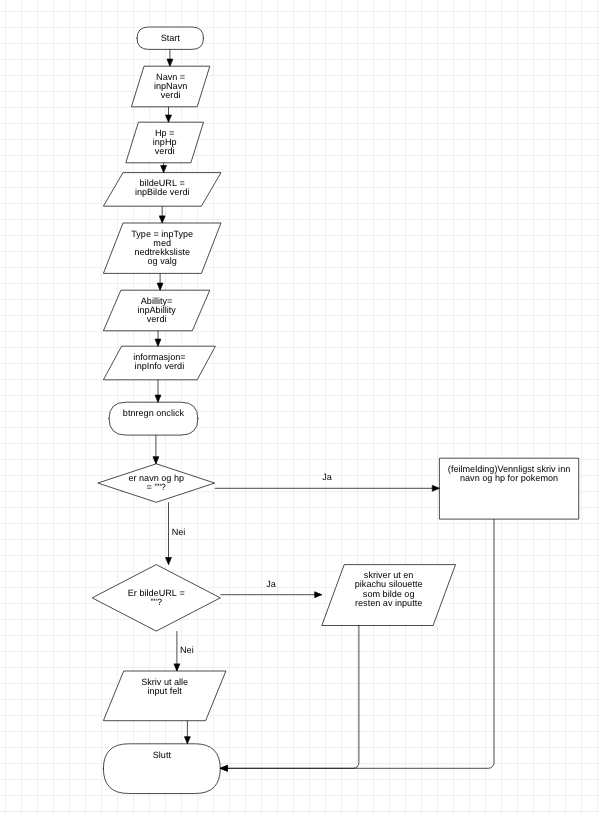 Start
Navn =
inpNavn
verdi
Hp =
inpHp
verdi
bildeURL =
inpBilde verdi
Type = inpType
med
nedtrekksliste
og valg
Abillity=
inpAbillity
verdi
informasjon=
inpInfo verdi
btnregn onclick
er navn og hp
= ""?
Ja
(feilmelding)Vennligst skriv inn
navn og hp for pokemon
Nei
Er bildeURL =
""?
Ja
skriver ut en
pikachu silouette
som bilde og
resten av inputte
Nei
Skriv ut alle
input felt
Slutt